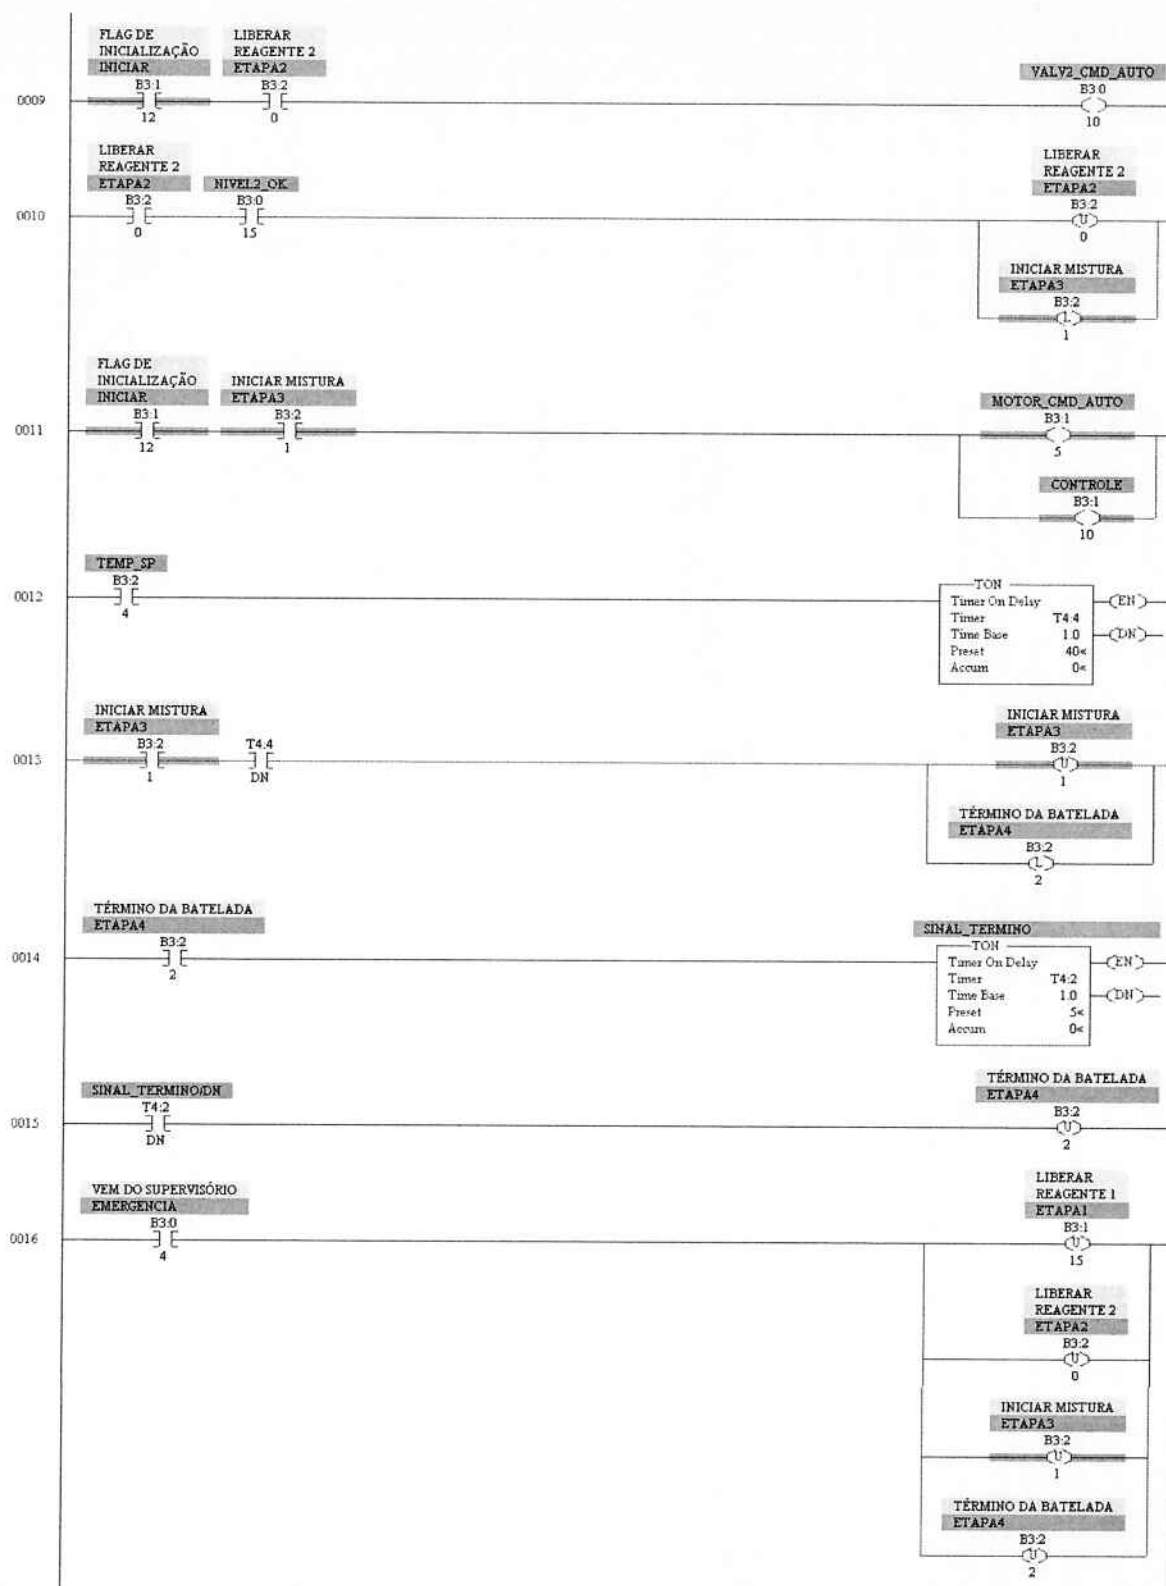 FLAG DE
INICIALIZAÇÃO
INICIAR
B3:1
12
LIBERAR
REAGENTE 2
ETAPA2
B3:2
0
VALV2_CMD_AUTO
B3:0
10
0009
LIBERAR
REAGENTE 2
ETAPA2
B3:2
0
NIVEL2_OK
B3:0
15
LIBERAR
REAGENTE 2
ETAPA2
B3:2
U
0
0010
INICIAR MISTURA
ETAPA3
B3:2
L
1
FLAG DE
INICIALIZAÇÃO
INICIAR
B3:1
12
INICIAR MISTURA
ETAPA3
B3:2
1
MOTOR_CMD_AUTO
B3:1
5
0011
CONTROLE
B3:1
10
TEMP_SP
B3:2
4
0012
TON
Timer On Delay
Timer T4:4
Time Base 1.0
Preset 40<
Accum 0<
EN
DN
INICIAR MISTURA
ETAPA3
B3:2
1
T4:4
DN
INICIAR MISTURA
ETAPA3
B3:2
U
1
0013
TÉRMINO DA BATELADA
ETAPA4
B3:2
L
2
TÉRMINO DA BATELADA
ETAPA4
B3:2
2
0014
SINAL_TERMINO
TON
Timer On Delay
Timer T4:2
Time Base 1.0
Preset 5<
Accum 0<
EN
DN
SINAL_TERMINO/DN
T4:2
DN
TÉRMINO DA BATELADA
ETAPA4
B3:2
U
2
0015
VEM DO SUPERVISÓRIO
EMERGENCIA
B3:0
4
LIBERAR
REAGENTE 1
ETAPA1
B3:1
U
15
0016
LIBERAR
REAGENTE 2
ETAPA2
B3:2
U
0
INICIAR MISTURA
ETAPA3
B3:2
U
1
TÉRMINO DA BATELADA
ETAPA4
B3:2
U
2